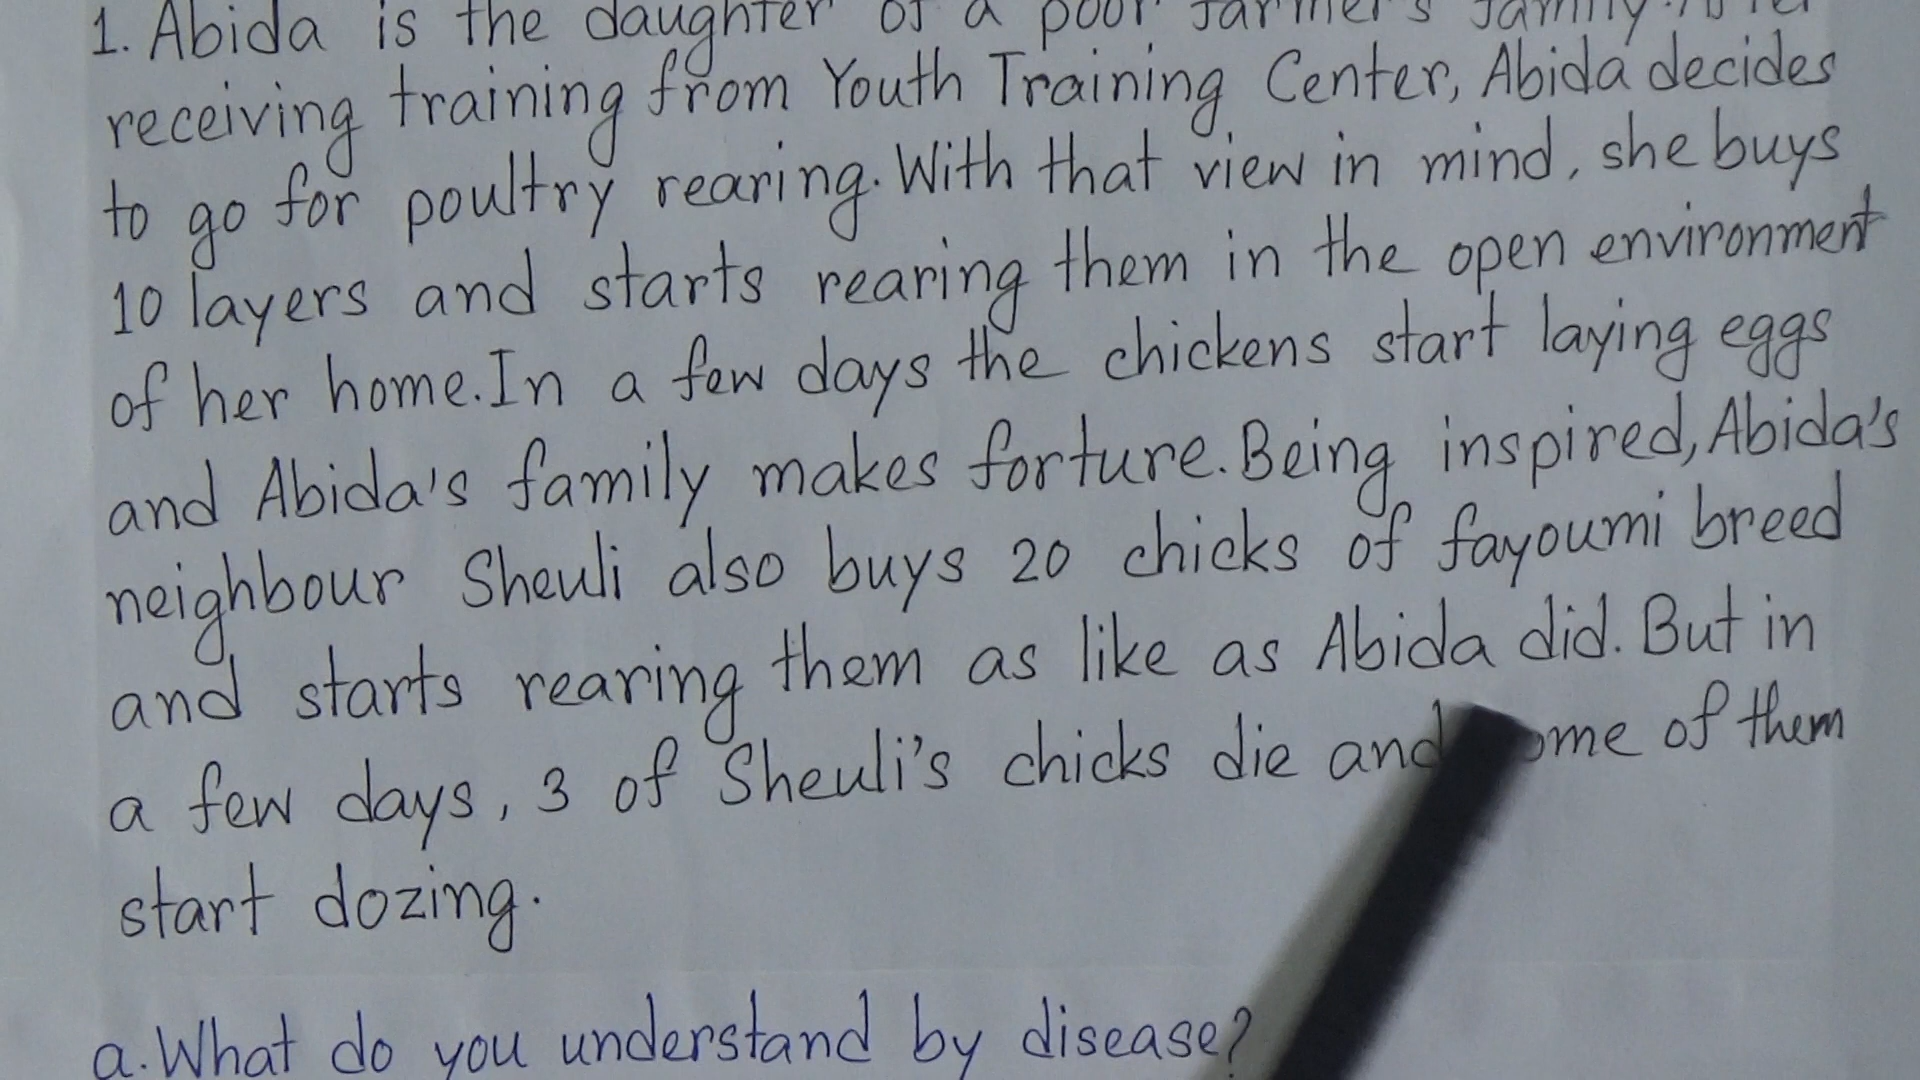 1. Abida is the daughter of a poor farmer's family. After
receiving training from Youth Training Center, Abida decides
to go for poultry rearing. With that view in mind, she buys
10 layers and starts rearing them in the open environment
of her home. In a few days the chickens start laying eggs
and Abida's family makes forture. Being inspired, Abida's
neighbour Sheuli also buys 20 chicks of fayoumi breed
and starts rearing them as like as Abida did. But in
a few days, 3 of Sheuli's chicks die and some of them
start dozing.
a. What do you understand by disease?